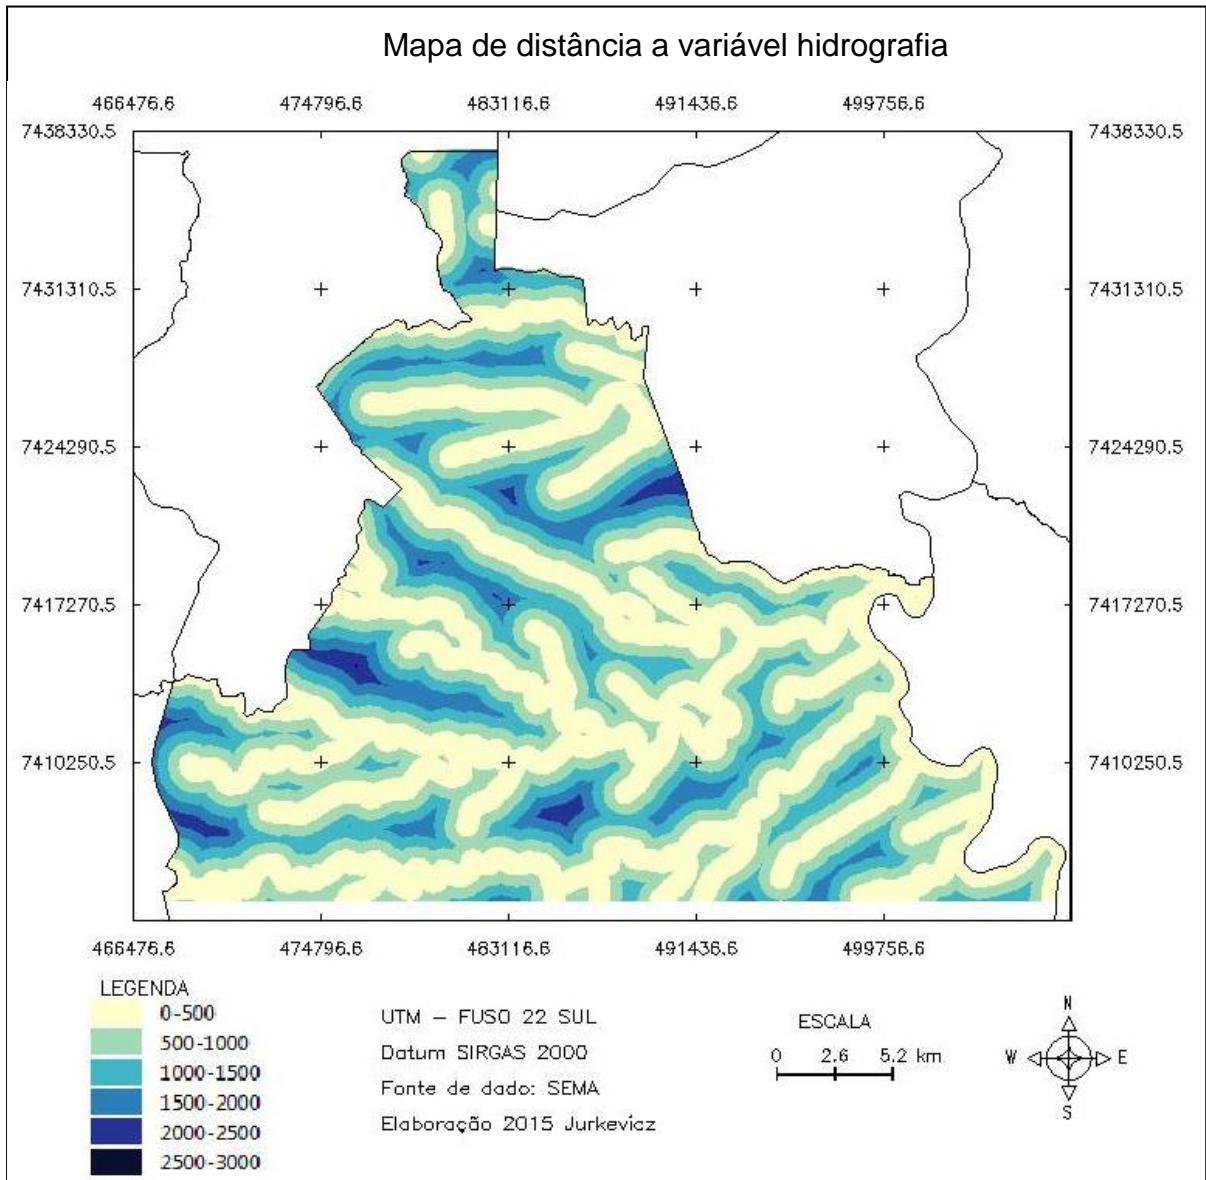 Mapa de distância a variável hidrografia
466476.6 474796.6 483116.6 491436.6 499756.6
7438330.5 7438330.5
7431310.5 7431310.5
7424290.5 7424290.5
7417270.5 7417270.5
7410250.5 7410250.5
466476.6 474796.6 483116.6 491436.6 499756.6
LEGENDA
0-500
500-1000
1000-1500
1500-2000
2000-2500
2500-3000
UTM – FUSO 22 SUL
Datum SIRGAS 2000
Fonte de dado: SEMA
Elaboração 2015 Jurkevicz
ESCALA
0 2.6 5.2 km
N
W E
S